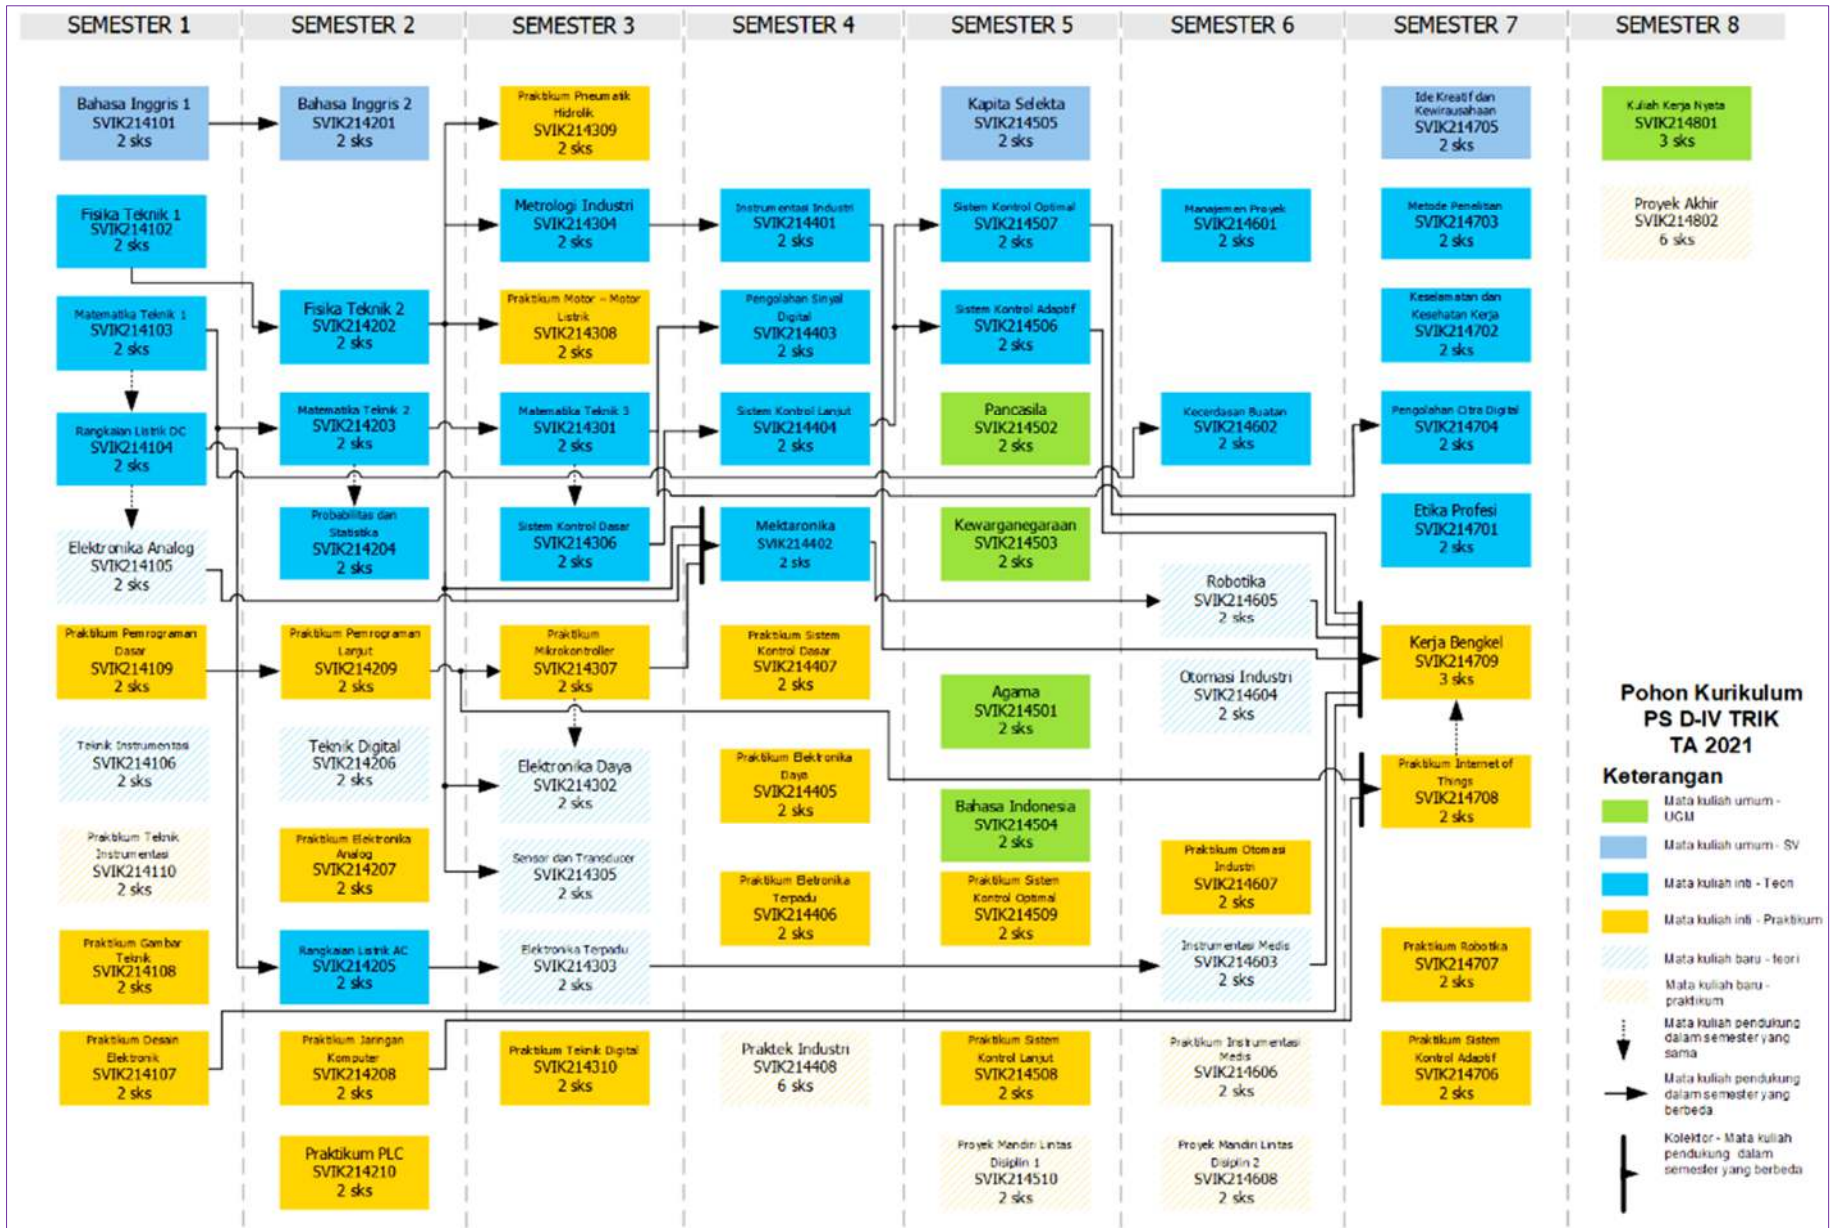 SEMESTER 1
SEMESTER 2
SEMESTER 3
SEMESTER 4
SEMESTER 5
SEMESTER 6
SEMESTER 7
SEMESTER 8
Bahasa Inggris 1
SVIK214101
2 sks
Fisika Teknik 1
SVIK214102
2 sks
Matematika Teknik 1
SVIK214103
2 sks
Rangkaian Listrik DC
SVIK214104
2 sks
Elektronika Analog
SVIK214105
2 sks
Praktikum Pemrograman
Dasar
SVIK214109
2 sks
Teknik Instrumentasi
SVIK214106
2 sks
Praktikum Teknik
Instrumentasi
SVIK214110
2 sks
Praktikum Gambar
Teknik
SVIK214108
2 sks
Praktikum Desain
Elektronik
SVIK214107
2 sks
Bahasa Inggris 2
SVIK214201
2 sks
Fisika Teknik 2
SVIK214202
2 sks
Matematika Teknik 2
SVIK214203
2 sks
Probabilitas dan
Statistika
SVIK214204
2 sks
Praktikum Pemrograman
Lanjut
SVIK214209
2 sks
Teknik Digital
SVIK214206
2 sks
Praktikum Elektronika
Analog
SVIK214207
2 sks
Rangkaian Listrik AC
SVIK214205
2 sks
Praktikum Jaringan
Komputer
SVIK214208
2 sks
Praktikum PLC
SVIK214210
2 sks
Praktikum Pneumatik
Hidrolik
SVIK214309
2 sks
Metrologi Industri
SVIK214304
2 sks
Praktikum Motor – Motor
Listrik
SVIK214308
2 sks
Matematika Teknik 3
SVIK214301
2 sks
Sistem Kontrol Dasar
SVIK214306
2 sks
Praktikum
Mikrokontroller
SVIK214307
2 sks
Elektronika Daya
SVIK214302
2 sks
Sensor dan Transducer
SVIK214305
2 sks
Elektronika Terpadu
SVIK214303
2 sks
Praktikum Teknik Digital
SVIK214310
2 sks
Instrumentasi Industri
SVIK214401
2 sks
Pengolahan Sinyal
Digital
SVIK214403
2 sks
Sistem Kontrol Lanjut
SVIK214404
2 sks
Mektaronika
SVIK214402
2 sks
Praktikum Sistem
Kontrol Dasar
SVIK214407
2 sks
Praktikum Elektronika
Daya
SVIK214405
2 sks
Praktikum Eletronika
Terpadu
SVIK214406
2 sks
Praktek Industri
SVIK214408
6 sks
Kapita Selekta
SVIK214505
2 sks
Sistem Kontrol Optimal
SVIK214507
2 sks
Sistem Kontrol Adaptif
SVIK214506
2 sks
Pancasila
SVIK214502
2 sks
Kewarganegaraan
SVIK214503
2 sks
Agama
SVIK214501
2 sks
Bahasa Indonesia
SVIK214504
2 sks
Praktikum Sistem
Kontrol Optimal
SVIK214509
2 sks
Praktikum Sistem
Kontrol Lanjut
SVIK214508
2 sks
Proyek Mandiri Lintas
Disiplin 1
SVIK214510
2 sks
Manajemen Proyek
SVIK214601
2 sks
Kecerdasan Buatan
SVIK214602
2 sks
Robotika
SVIK214605
2 sks
Otomasi Industri
SVIK214604
2 sks
Praktikum Otomasi
Industri
SVIK214607
2 sks
Instrumentasi Medis
SVIK214603
2 sks
Praktikum Instrumentasi
Medis
SVIK214606
2 sks
Proyek Mandiri Lintas
Disiplin 2
SVIK214608
2 sks
Ide Kreatif dan
Kewirausahaan
SVIK214705
2 sks
Metode Penelitian
SVIK214703
2 sks
Keselamatan dan
Kesehatan Kerja
SVIK214702
2 sks
Pengolahan Citra Digital
SVIK214704
2 sks
Etika Profesi
SVIK214701
2 sks
Kerja Bengkel
SVIK214709
3 sks
Praktikum Internet of
Things
SVIK214708
2 sks
Praktikum Robotika
SVIK214707
2 sks
Praktikum Sistem
Kontrol Adaptif
SVIK214706
2 sks
Kuliah Kerja Nyata
SVIK214801
3 sks
Proyek Akhir
SVIK214802
6 sks
Pohon Kurikulum
PS D-IV TRIK
TA 2021
Keterangan
Mata kuliah umum -
UGM
Mata kuliah umum - SV
Mata kuliah inti - Teori
Mata kuliah inti - Praktikum
Mata kuliah baru - teori
Mata kuliah baru -
praktikum
Mata kuliah pendukung
dalam semester yang
sama
Mata kuliah pendukung
dalam semester yang
berbeda
Kolektor - Mata kuliah
pendukung dalam
semester yang berbeda